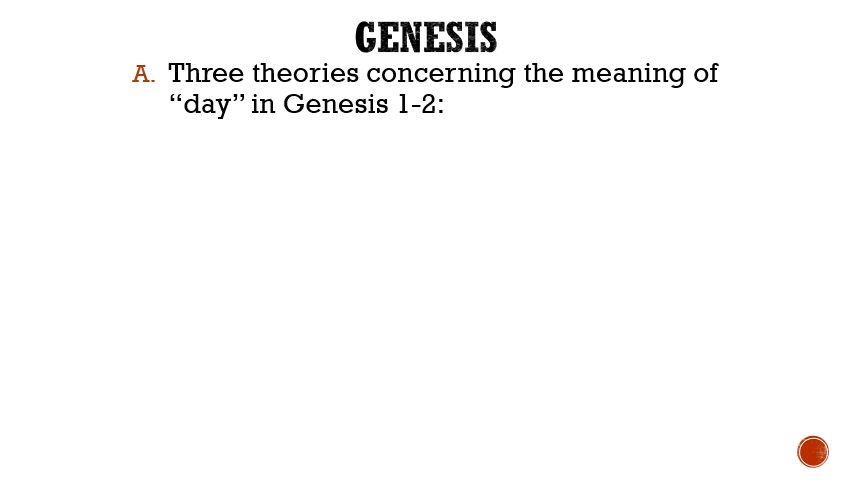 GENESIS
A. Three theories concerning the meaning of
“day” in Genesis 1-2: